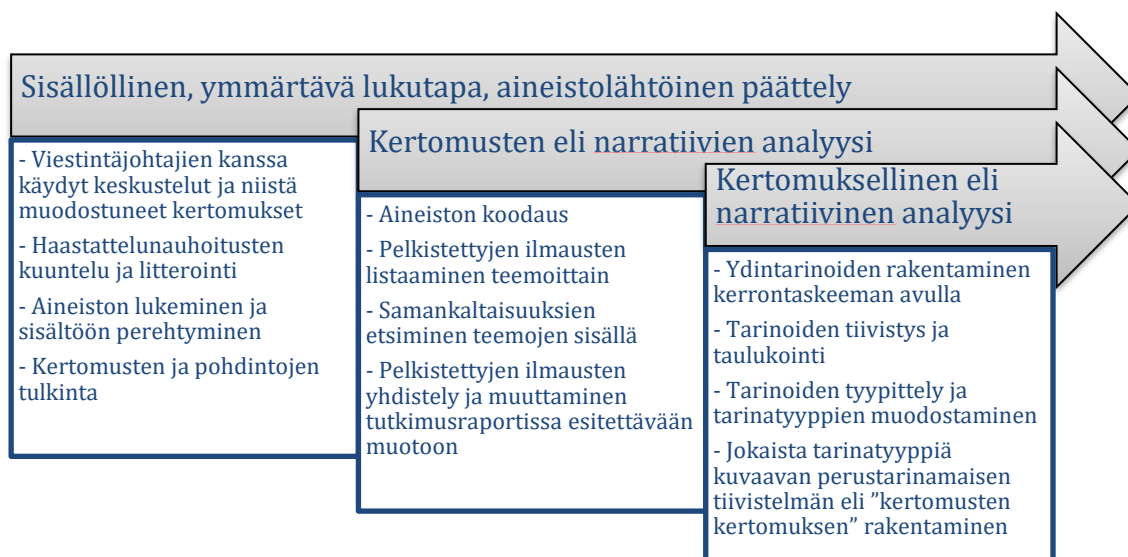 Sisällöllinen, ymmärtävä lukutapa, aineistolähtöinen päättely
- Viestintäjohtajien kanssa
käydyt keskustelut ja niistä
muodostuneet kertomukset
- Haastattelunauhoitusten
kuuntelu ja litterointi
- Aineiston lukeminen ja
sisältöön perehtyminen
- Kertomusten ja pohdintojen
tulkinta
Kertomusten eli narratiivien analyysi
- Aineiston koodaus
- Pelkistettyjen ilmausten
listaaminen teemoittain
- Samankaltaisuuksien
etsiminen teemojen sisällä
- Pelkistettyjen ilmausten
yhdistely ja muuttaminen
tutkimusraportissa esitettävään
muotoon
Kertomuksellinen eli
narratiivinen analyysi
- Ydintarinoiden rakentaminen
kerrontaskeeman avulla
- Tarinoiden tiivistys ja
taulukointi
- Tarinoiden tyypittely ja
tarinatyyppien muodostaminen
- Jokaista tarinatyyppiä
kuvaavan perustarinamaisen
tiivistelmän eli ”kertomusten
kertomuksen” rakentaminen